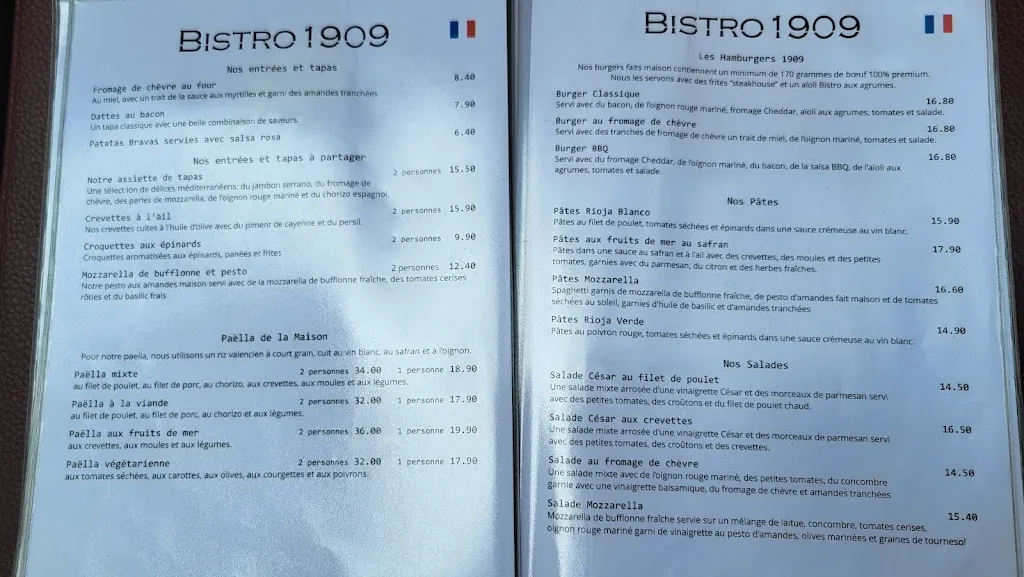 BISTRO 1909
Nos entrées et tapas
Fromage de chèvre au four 8.40
Au miel, avec un trait de la sauce aux myrtilles et garni des amandes tranchées
Dattes au bacon 7.90
Un tapa classique avec une belle combinaison de saveurs.
Patatas Bravas servies avec salsa rosa 6.40
Nos entrées et tapas à partager
Notre assiette de tapas 2 personnes 15.50
Une sélect ion de délices méditerranéens: du jambon serrano, du fromage de
chèvre, des perles de mozzarella, de l'oignon rouge mariné et du chorizo espagnol.
Crevettes à l'ail 2 personnes 15.90
Nos crevettes cuites à l'huile d'olive avec du piment de cayenne et du persil.
Croquettes aux épinards 2 personnes 9.90
Croquettes aromatisées aux épinards, panées et frites
Mozzarella de bufflonne et pesto 2 personnes 12.40
Notre pesto aux amandes maison servi avec de la mozzarella de bufflonne fraîche, des tomates cerises
rôties et du basilic frais
Paëlla de la Maison
Pour notre paella, nous utilisons un riz valencien à court grain, cuit au vin blanc, au safran et à l'oignon.
Paëlla mixte 2 personnes 34.00 1 personne 18.90
au filet de poulet, au filet de porc, au chorizo, aux crevettes, aux moules et aux légumes.
Paëlla à la viande 2 personnes 32.00 1 personne 17.90
au filet de poulet, au filet de porc, au chorizo et aux légumes.
Paëlla aux fruits de mer 2 personnes 36.00 1 personne 19.90
aux crevettes, aux moules et aux légumes.
Paëlla végétarienne 2 personnes 32.00 1 personne 17.90
aux tomates séchées, aux carottes, aux olives, aux courgettes et aux poivrons.
BISTRO 1909
Les Hamburgers 1909
Nos burgers faits maison contiennent un minimum de 170 grammes de bœuf 100% premium.
Nous les servons avec des frites "steakhouse" et un aïoli Bistro aux agrumes.
Burger Classique 16.80
Servi avec du bacon, de l'oignon rouge mariné, fromage Cheddar, aïoli aux agrumes, tomates et salade.
Burger au fromage de chèvre 16.80
Servi avec des tranches de fromage de chèvre un trait de miel, de l'oignon mariné, tomates et salade.
Burger BBQ 16.80
Servi avec du fromage Cheddar, de l'oignon mariné, du bacon, de la salsa BBQ, de l'aïoli aux
agrumes, tomates et salade.
Nos Pâtes
Pâtes Rioja Blanco 15.90
Pâtes au filet de poulet, tomates séchées et épinards dans une sauce crémeuse au vin blanc.
Pâtes aux fruits de mer au safran 17.90
Pâtes dans une sauce au safran et à l'ail avec des crevettes, des moules et des petites
tomates, garnies avec du parmesan, du citron et des herbes fraîches.
Pâtes Mozzarella 16.60
Spaghetti garnis de mozzarella de bufflonne fraîche, de pesto d'amandes fait maison et de tomates
séchées au soleil, garnies d'huile de basilic et d'amandes tranchées
Pâtes Rioja Verde 14.90
Pâtes au poivron rouge, tomates séchées et épinards dans une sauce crémeuse au vin blanc.
Nos Salades
Salade César au filet de poulet 14.50
Une salade mixte arrosée d'une vinaigrette César et des morceaux de parmesan servi
avec des petites tomates, des croûtons et du filet de poulet chaud.
Salade César aux crevettes 16.50
Une salade mixte arrosée d'une vinaigrette César et des morceaux de parmesan servi
avec des petites tomates, des croûtons et des crevettes.
Salade au fromage de chèvre 14.50
Une salade mixte avec de l'oignon rouge mariné, des petites tomates, du concombre
garnie avec une vinaigrette balsamique, du fromage de chèvre et amandes tranchées
Salade Mozzarella 15.40
Mozzarella de bufflonne fraîche servie sur un mélange de laitue, concombre, tomates cerises,
oignon rouge mariné garni de vinaigrette au pesto d'amandes, olives marinées et graines de tournesol